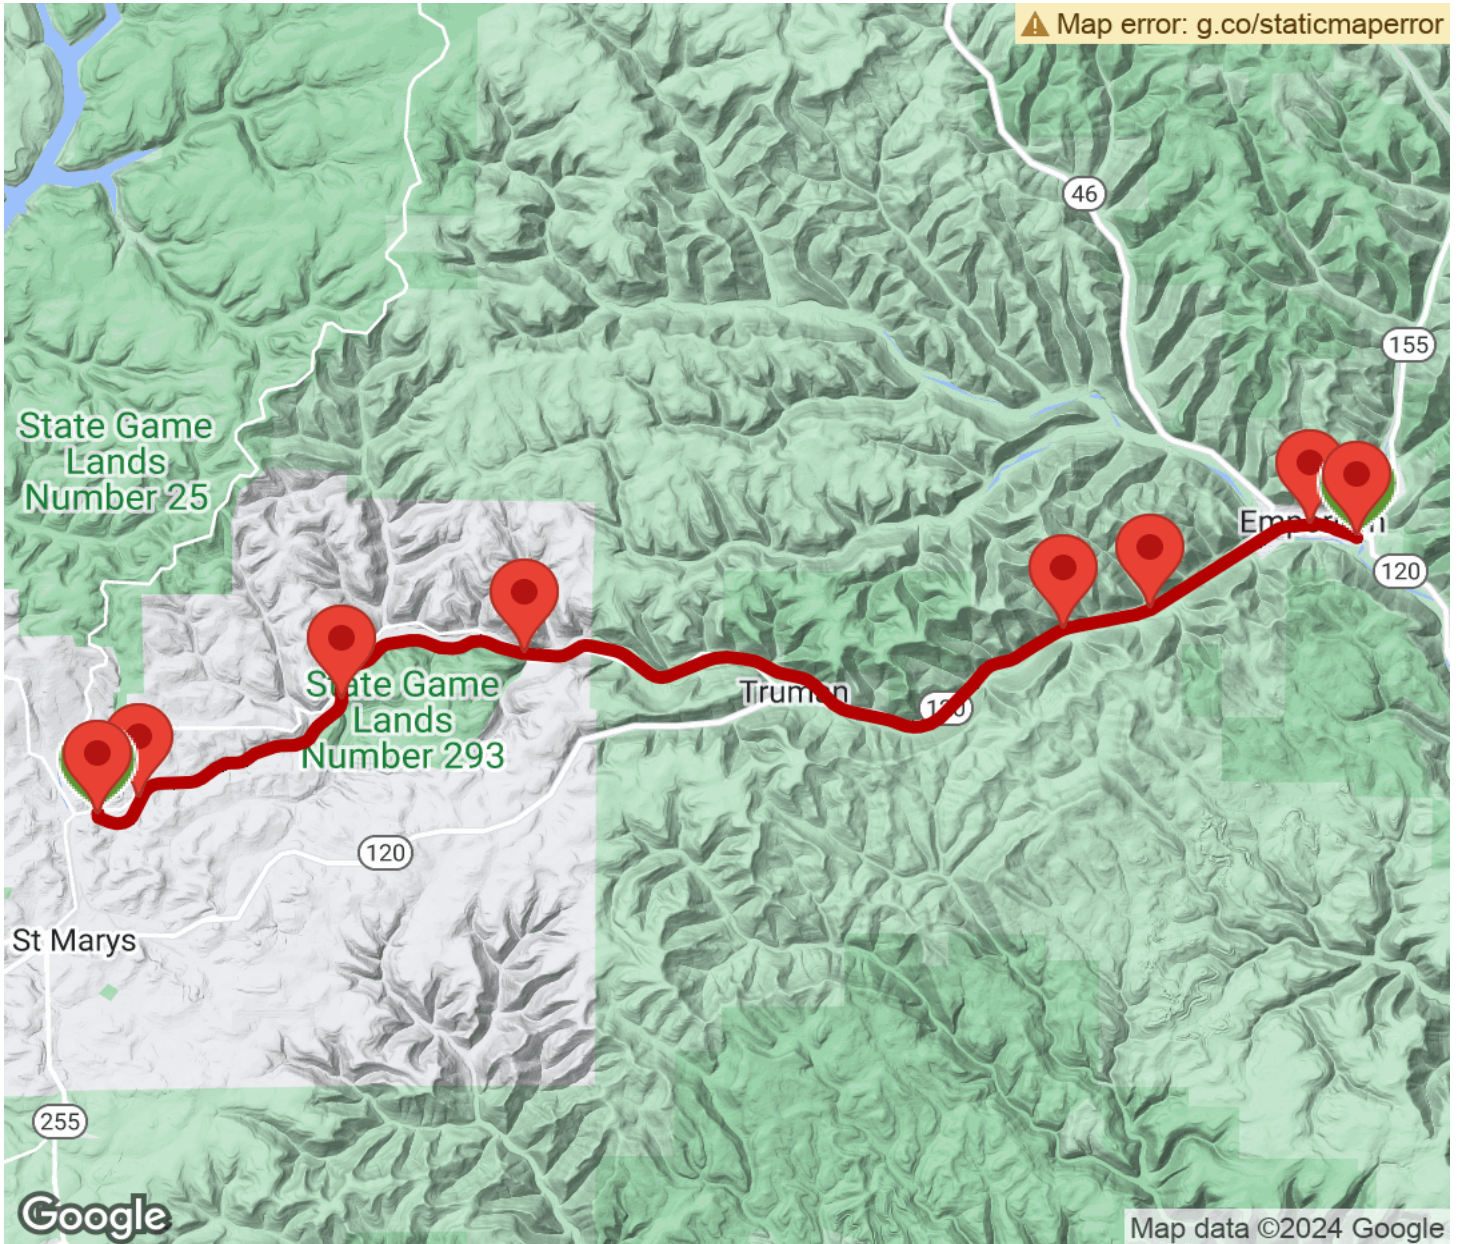 Map error: g.co/staticmaperror
46
155
State Game
Lands
Number 25
120
State Game
Lands
Number 293
120
St Marys
255
Google
Map data ©2024 Google